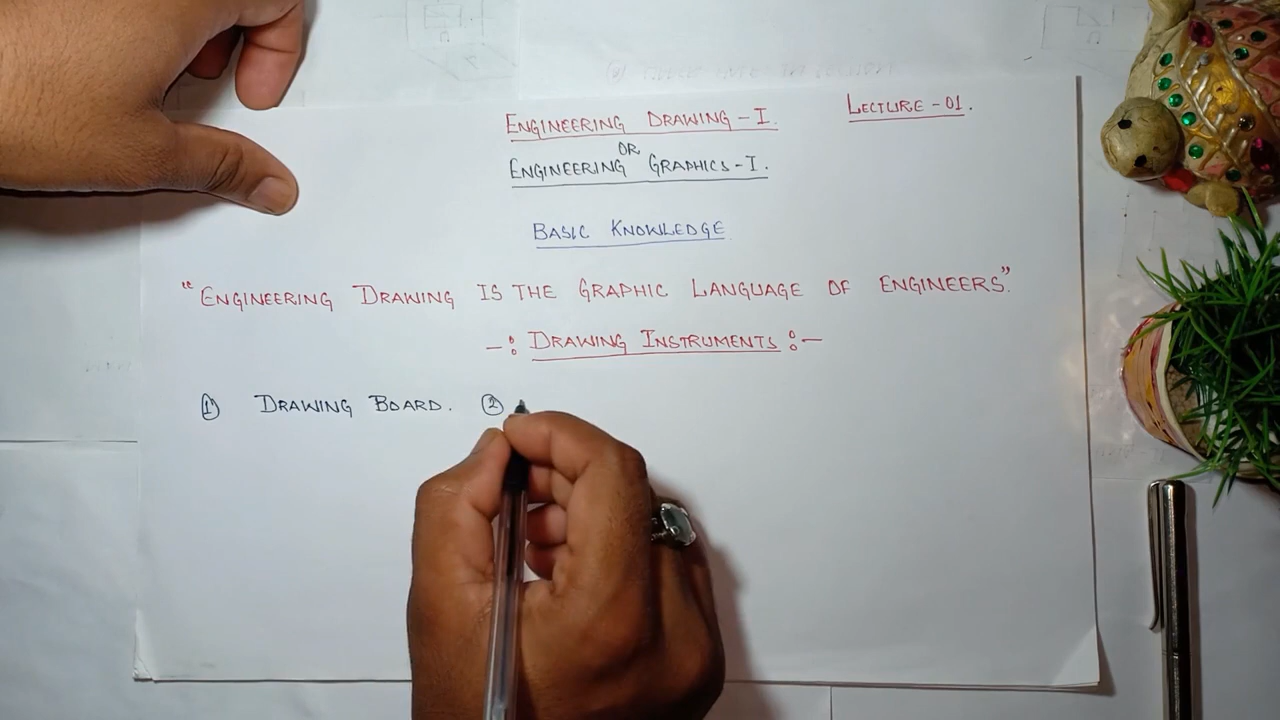 ENGINEERING DRAWING - I. LECTURE - 01.
OR
ENGINEERING GRAPHICS - I.
BASIC KNOWLEDGE
"ENGINEERING DRAWING IS THE GRAPHIC LANGUAGE OF ENGINEERS".
-: DRAWING INSTRUMENTS :-
① DRAWING BOARD. ②